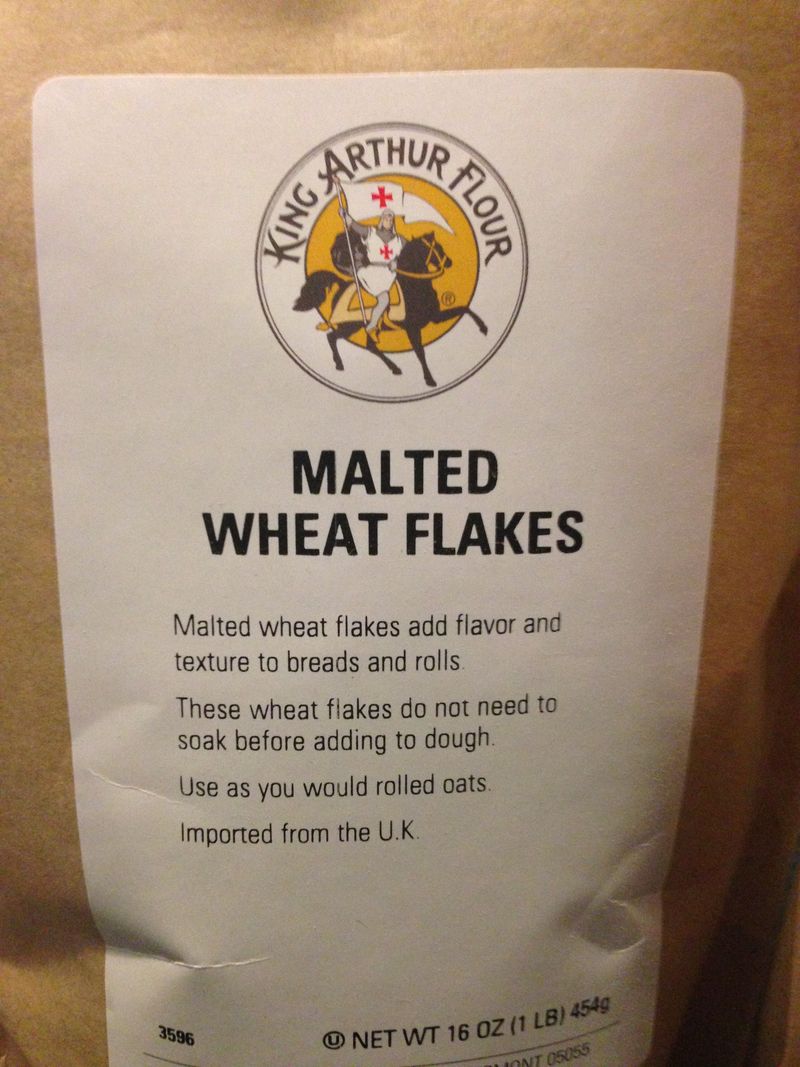 KING ARTHUR FLOUR
®
MALTED
WHEAT FLAKES
Malted wheat flakes add flavor and
texture to breads and rolls.
These wheat flakes do not need to
soak before adding to dough.
Use as you would rolled oats.
Imported from the U.K.
3596
Ⓤ NET WT 16 OZ (1 LB) 454g
05055